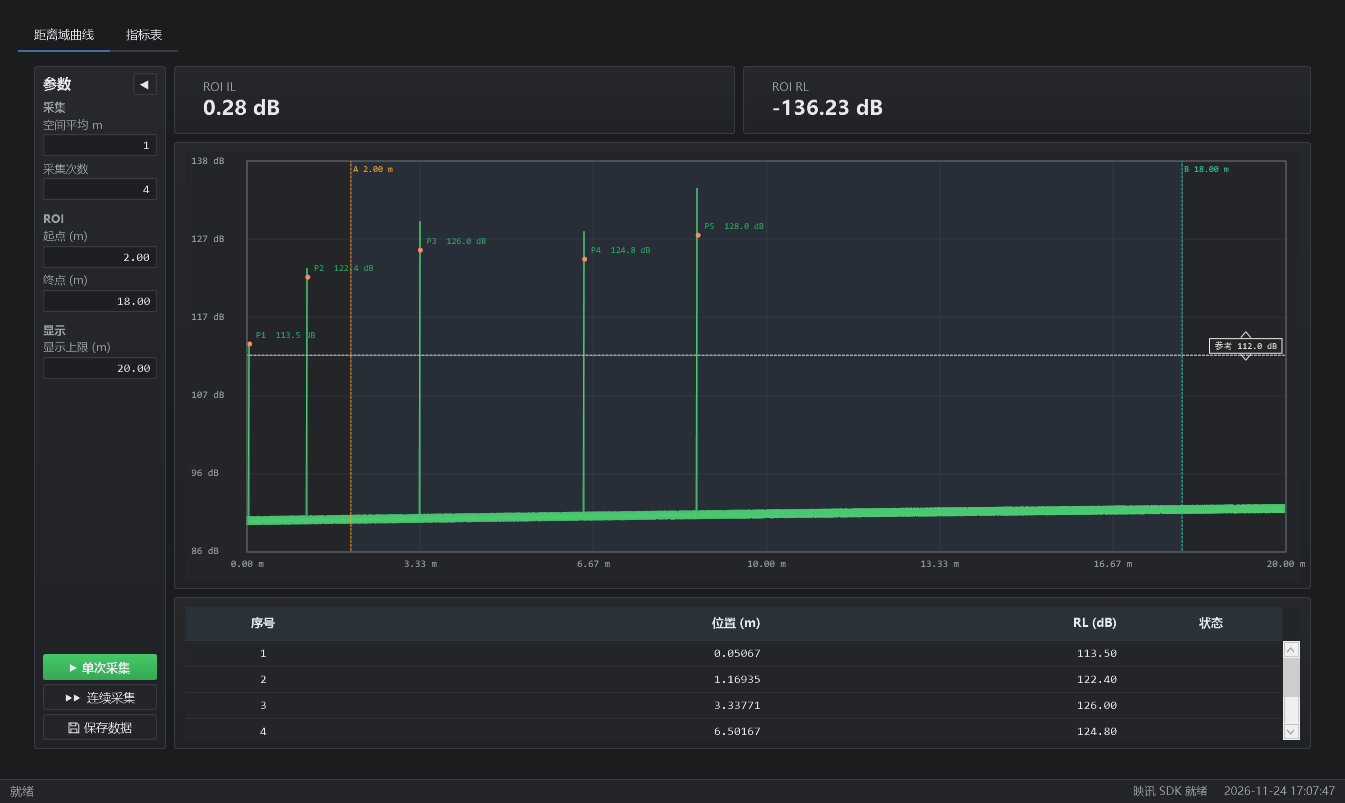 距离域曲线 指标表
参数 ◀
采集
空间平均 m
1
采集次数
4
ROI
起点 (m)
2.00
终点 (m)
18.00
显示
显示上限 (m)
20.00
▶ 单次采集
▶▶ 连续采集
保存数据
ROI IL
0.28 dB
ROI RL
-136.23 dB
138 dB
127 dB
117 dB
107 dB
96 dB
86 dB
A 2.00 m
B 18.00 m
P1 113.5 dB
P2 122.4 dB
P3 126.0 dB
P4 124.8 dB
P5 128.0 dB
参考 112.0 dB
0.00 m 3.33 m 6.67 m 10.00 m 13.33 m 16.67 m 20.00 m
序号 位置 (m) RL (dB) 状态
1 0.05067 113.50
2 1.16935 122.40
3 3.33771 126.00
4 6.50167 124.80
就绪 映讯 SDK 就绪 2026-11-24 17:07:47